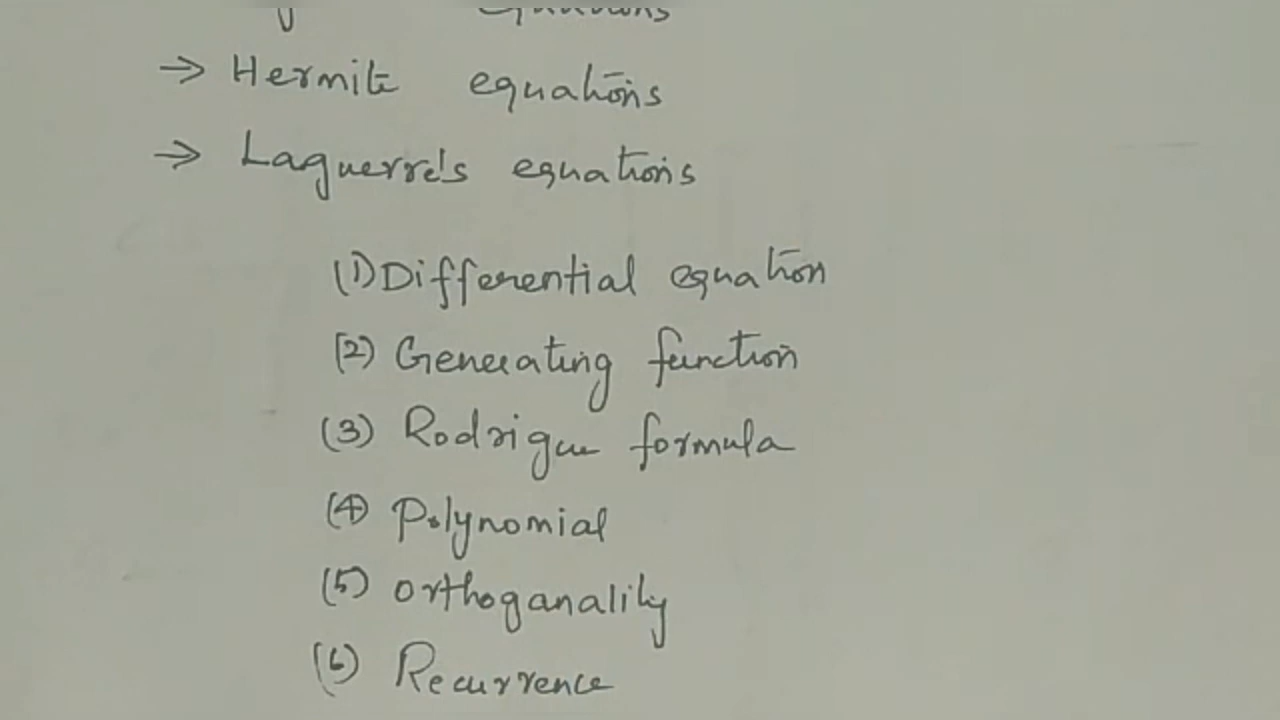 equations
→ Hermite equations
→ Laguerre's equations
(1) Differential equation
(2) Generating function
(3) Rodrigue formula
(4) Polynomial
(5) Orthoganality
(6) Recurrence